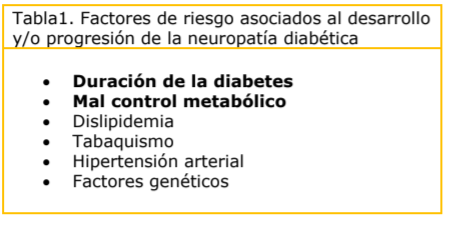 Tabla1. Factores de riesgo asociados al desarrollo
y/o progresión de la neuropatía diabética
• Duración de la diabetes
• Mal control metabólico
• Dislipidemia
• Tabaquismo
• Hipertensión arterial
• Factores genéticos